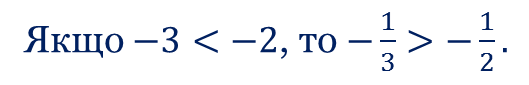 Якщо −3 < −2, то −1/3 > −1/2.